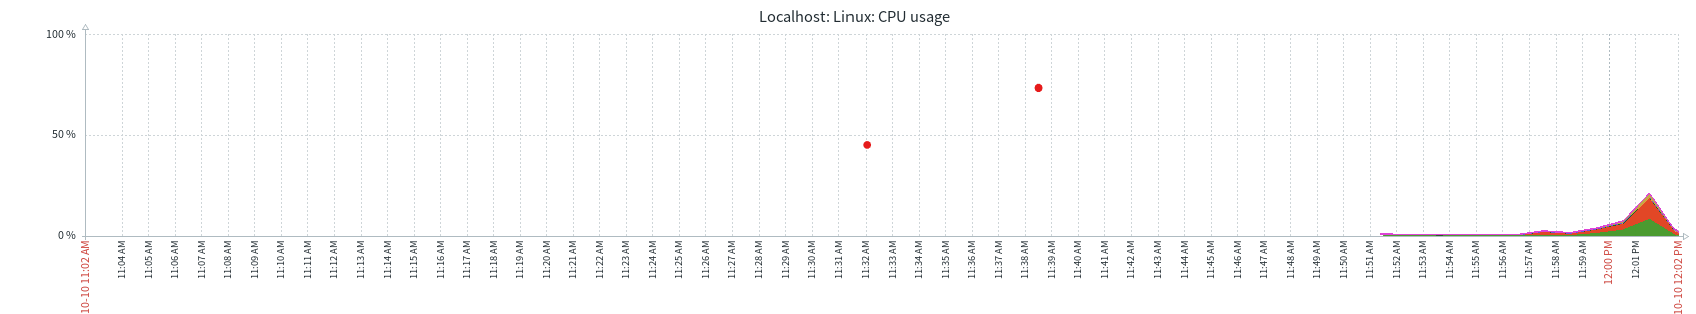 Localhost: Linux: CPU usage
100 %
50 %
0 %
10-10 11:02 AM
11:04 AM
11:05 AM
11:06 AM
11:07 AM
11:08 AM
11:09 AM
11:10 AM
11:11 AM
11:12 AM
11:13 AM
11:14 AM
11:15 AM
11:16 AM
11:17 AM
11:18 AM
11:19 AM
11:20 AM
11:21 AM
11:22 AM
11:23 AM
11:24 AM
11:25 AM
11:26 AM
11:27 AM
11:28 AM
11:29 AM
11:30 AM
11:31 AM
11:32 AM
11:33 AM
11:34 AM
11:35 AM
11:36 AM
11:37 AM
11:38 AM
11:39 AM
11:40 AM
11:41 AM
11:42 AM
11:43 AM
11:44 AM
11:45 AM
11:46 AM
11:47 AM
11:48 AM
11:49 AM
11:50 AM
11:51 AM
11:52 AM
11:53 AM
11:54 AM
11:55 AM
11:56 AM
11:57 AM
11:58 AM
11:59 AM
12:00 PM
12:01 PM
10-10 12:02 PM